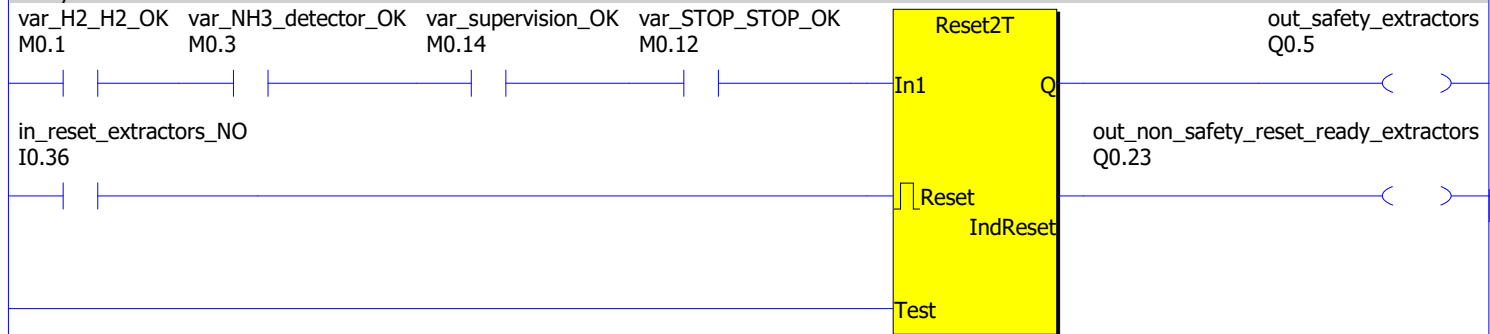 var_H2_H2_OK var_NH3_detector_OK var_supervision_OK var_STOP_STOP_OK
M0.1 M0.3 M0.14 M0.12
Reset2T
out_safety_extractors
Q0.5
In1 Q
in_reset_extractors_NO
I0.36
out_non_safety_reset_ready_extractors
Q0.23
Reset
IndReset
Test